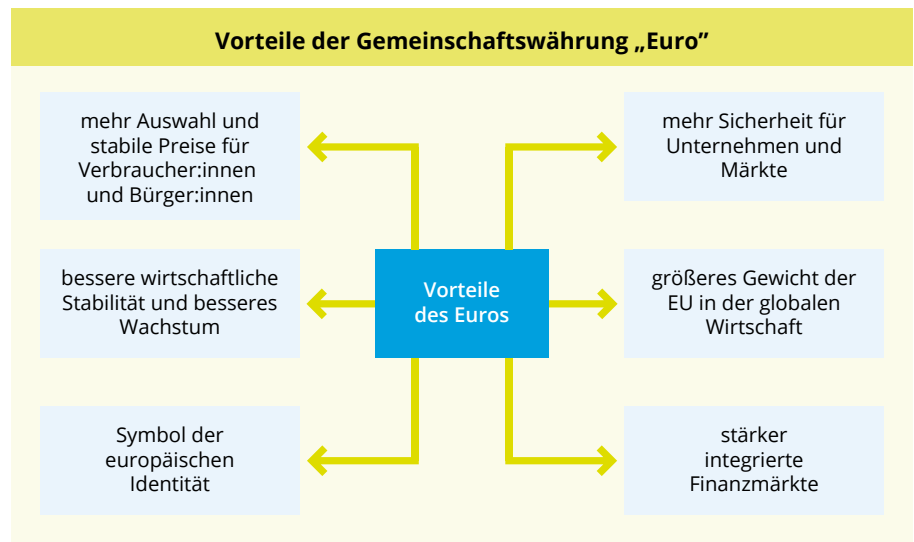 Vorteile der Gemeinschaftswährung „Euro”
mehr Auswahl und
stabile Preise für
Verbraucher:innen
und Bürger:innen
mehr Sicherheit für
Unternehmen und
Märkte
bessere wirtschaftliche
Stabilität und besseres
Wachstum
Vorteile
des Euros
größeres Gewicht der
EU in der globalen
Wirtschaft
Symbol der
europäischen
Identität
stärker
integrierte
Finanzmärkte